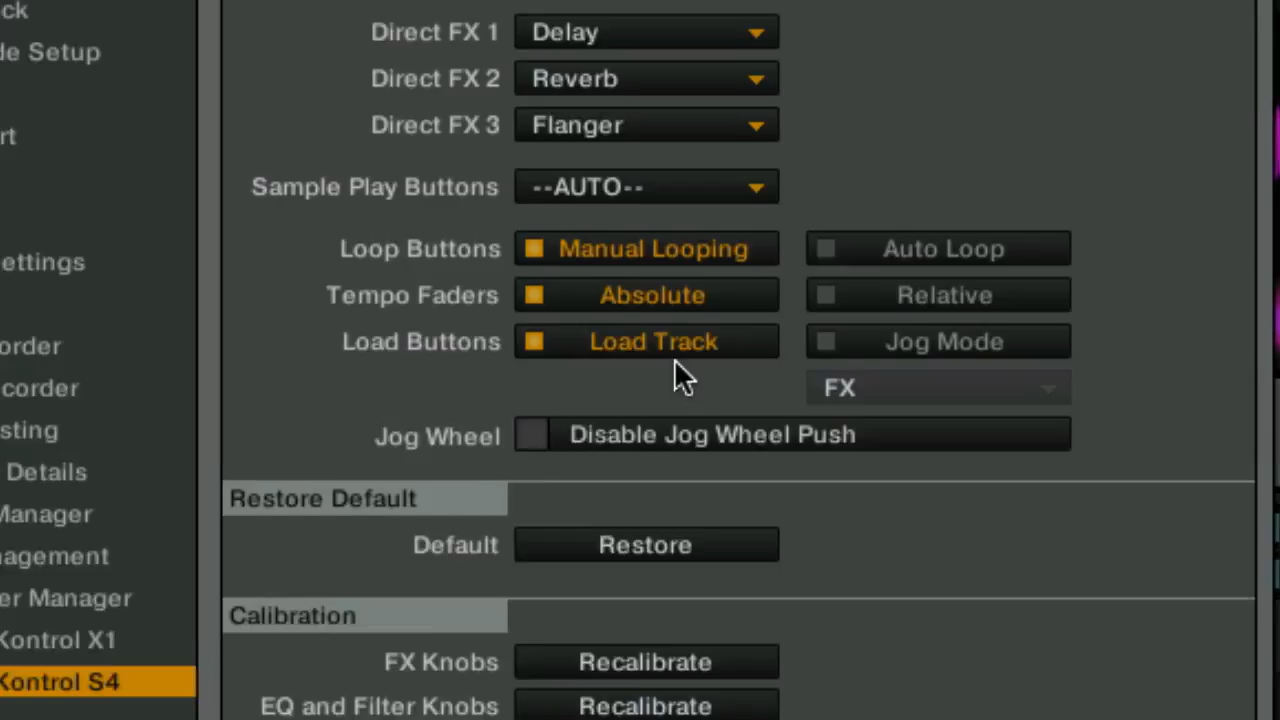 ck
Direct FX 1 Delay
de Setup
Direct FX 2 Reverb
Direct FX 3 Flanger
rt
Sample Play Buttons --AUTO--
Loop Buttons Manual Looping Auto Loop
ettings
Tempo Faders Absolute Relative
Load Buttons Load Track Jog Mode
order
corder FX
sting Jog Wheel Disable Jog Wheel Push
Details
Restore Default
Manager
Default Restore
nagement
er Manager
Calibration
Kontrol X1
FX Knobs Recalibrate
Kontrol S4
EQ and Filter Knobs Recalibrate